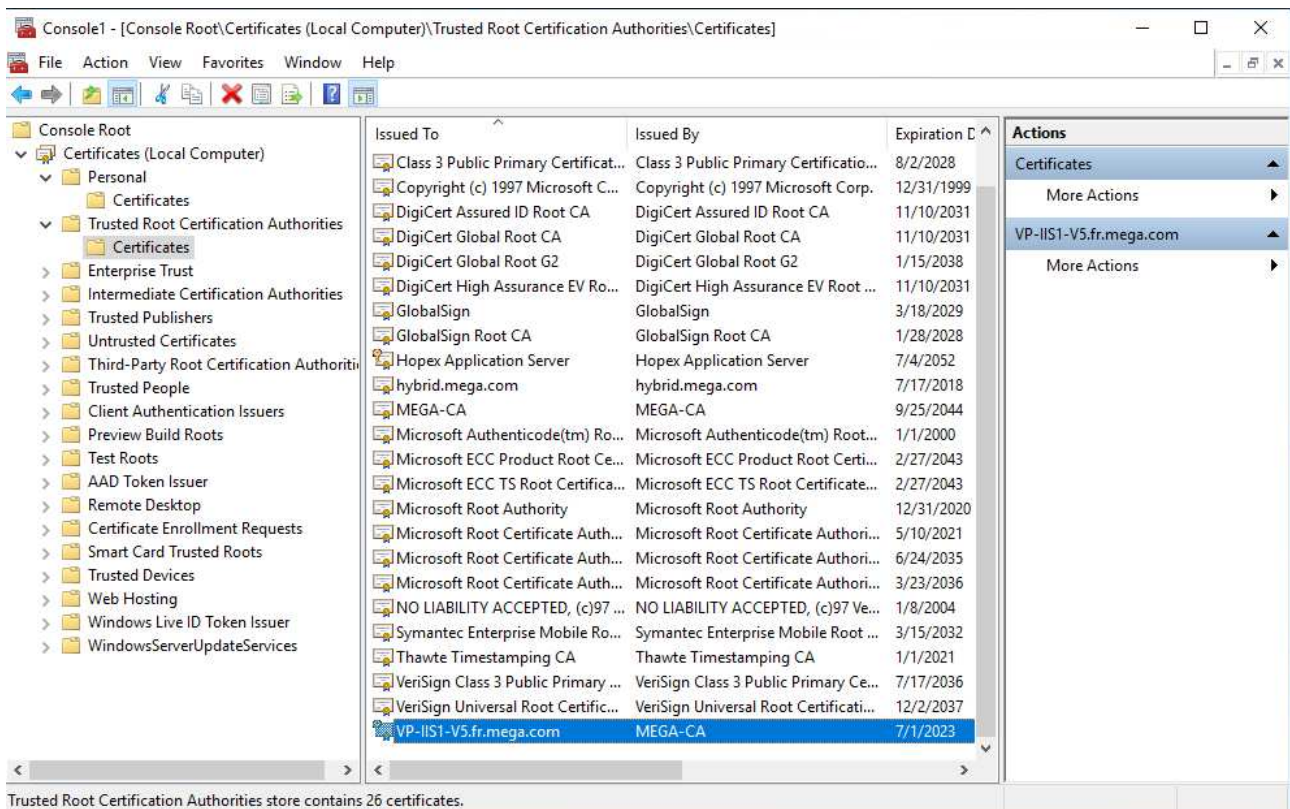 Console1 - [Console Root\Certificates (Local Computer)\Trusted Root Certification Authorities\Certificates]
File Action View Favorites Window Help
Console Root
Certificates (Local Computer)
Personal
Certificates
Trusted Root Certification Authorities
Certificates
Enterprise Trust
Intermediate Certification Authorities
Trusted Publishers
Untrusted Certificates
Third-Party Root Certification Authoriti
Trusted People
Client Authentication Issuers
Preview Build Roots
Test Roots
AAD Token Issuer
Remote Desktop
Certificate Enrollment Requests
Smart Card Trusted Roots
Trusted Devices
Web Hosting
Windows Live ID Token Issuer
WindowsServerUpdateServices
Issued To Issued By Expiration D
Class 3 Public Primary Certificat... Class 3 Public Primary Certificatio... 8/2/2028
Copyright (c) 1997 Microsoft C... Copyright (c) 1997 Microsoft Corp. 12/31/1999
DigiCert Assured ID Root CA DigiCert Assured ID Root CA 11/10/2031
DigiCert Global Root CA DigiCert Global Root CA 11/10/2031
DigiCert Global Root G2 DigiCert Global Root G2 1/15/2038
DigiCert High Assurance EV Ro... DigiCert High Assurance EV Root ... 11/10/2031
GlobalSign GlobalSign 3/18/2029
GlobalSign Root CA GlobalSign Root CA 1/28/2028
Hopex Application Server Hopex Application Server 7/4/2052
hybrid.mega.com hybrid.mega.com 7/17/2018
MEGA-CA MEGA-CA 9/25/2044
Microsoft Authenticode(tm) Ro... Microsoft Authenticode(tm) Root... 1/1/2000
Microsoft ECC Product Root Ce... Microsoft ECC Product Root Certi... 2/27/2043
Microsoft ECC TS Root Certifica... Microsoft ECC TS Root Certificate... 2/27/2043
Microsoft Root Authority Microsoft Root Authority 12/31/2020
Microsoft Root Certificate Auth... Microsoft Root Certificate Authori... 5/10/2021
Microsoft Root Certificate Auth... Microsoft Root Certificate Authori... 6/24/2035
Microsoft Root Certificate Auth... Microsoft Root Certificate Authori... 3/23/2036
NO LIABILITY ACCEPTED, (c)97 ... NO LIABILITY ACCEPTED, (c)97 Ve... 1/8/2004
Symantec Enterprise Mobile Ro... Symantec Enterprise Mobile Root ... 3/15/2032
Thawte Timestamping CA Thawte Timestamping CA 1/1/2021
VeriSign Class 3 Public Primary ... VeriSign Class 3 Public Primary Ce... 7/17/2036
VeriSign Universal Root Certific... VeriSign Universal Root Certificati... 12/2/2037
VP-IIS1-V5.fr.mega.com MEGA-CA 7/1/2023
Actions
Certificates
More Actions
VP-IIS1-V5.fr.mega.com
More Actions
Trusted Root Certification Authorities store contains 26 certificates.